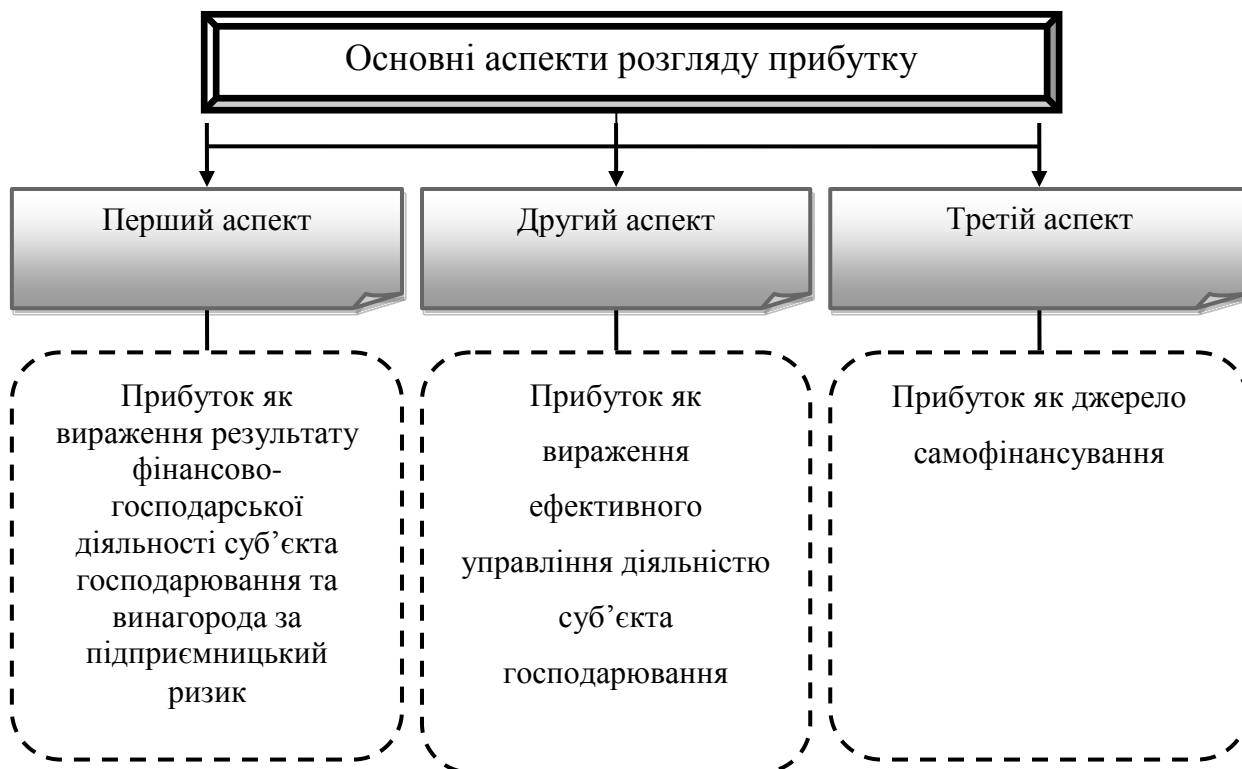 Основні аспекти розгляду прибутку
Перший аспект
Другий аспект
Третій аспект
Прибуток як
вираження результату
фінансово-
господарської
діяльності суб’єкта
господарювання та
винагорода за
підприємницький
ризик
Прибуток як
вираження
ефективного
управління діяльністю
суб’єкта
господарювання
Прибуток як джерело
самофінансування